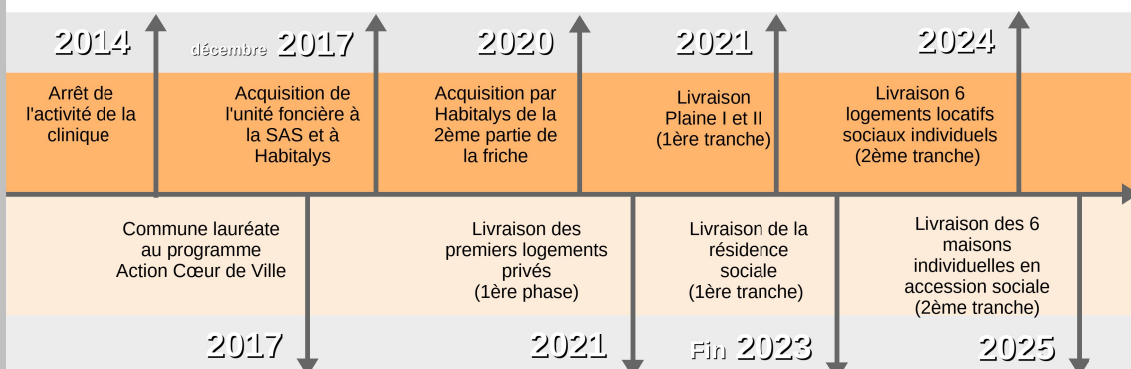 2014
décembre 2017
2020
2021
2024
Arrêt de
l'activité de la
clinique
Acquisition de
l'unité foncière à
la SAS et à
Habitalys
Acquisition par
Habitalys de la
2ème partie de
la friche
Livraison
Plaine I et II
(1ère tranche)
Livraison 6
logements locatifs
sociaux individuels
(2ème tranche)
Commune lauréate
au programme
Action Cœur de Ville
Livraison des
premiers logements
privés
(1ère phase)
Livraison de la
résidence
sociale
(1ère tranche)
Livraison des 6
maisons
individuelles en
accession sociale
(2ème tranche)
2017
2021
Fin 2023
2025